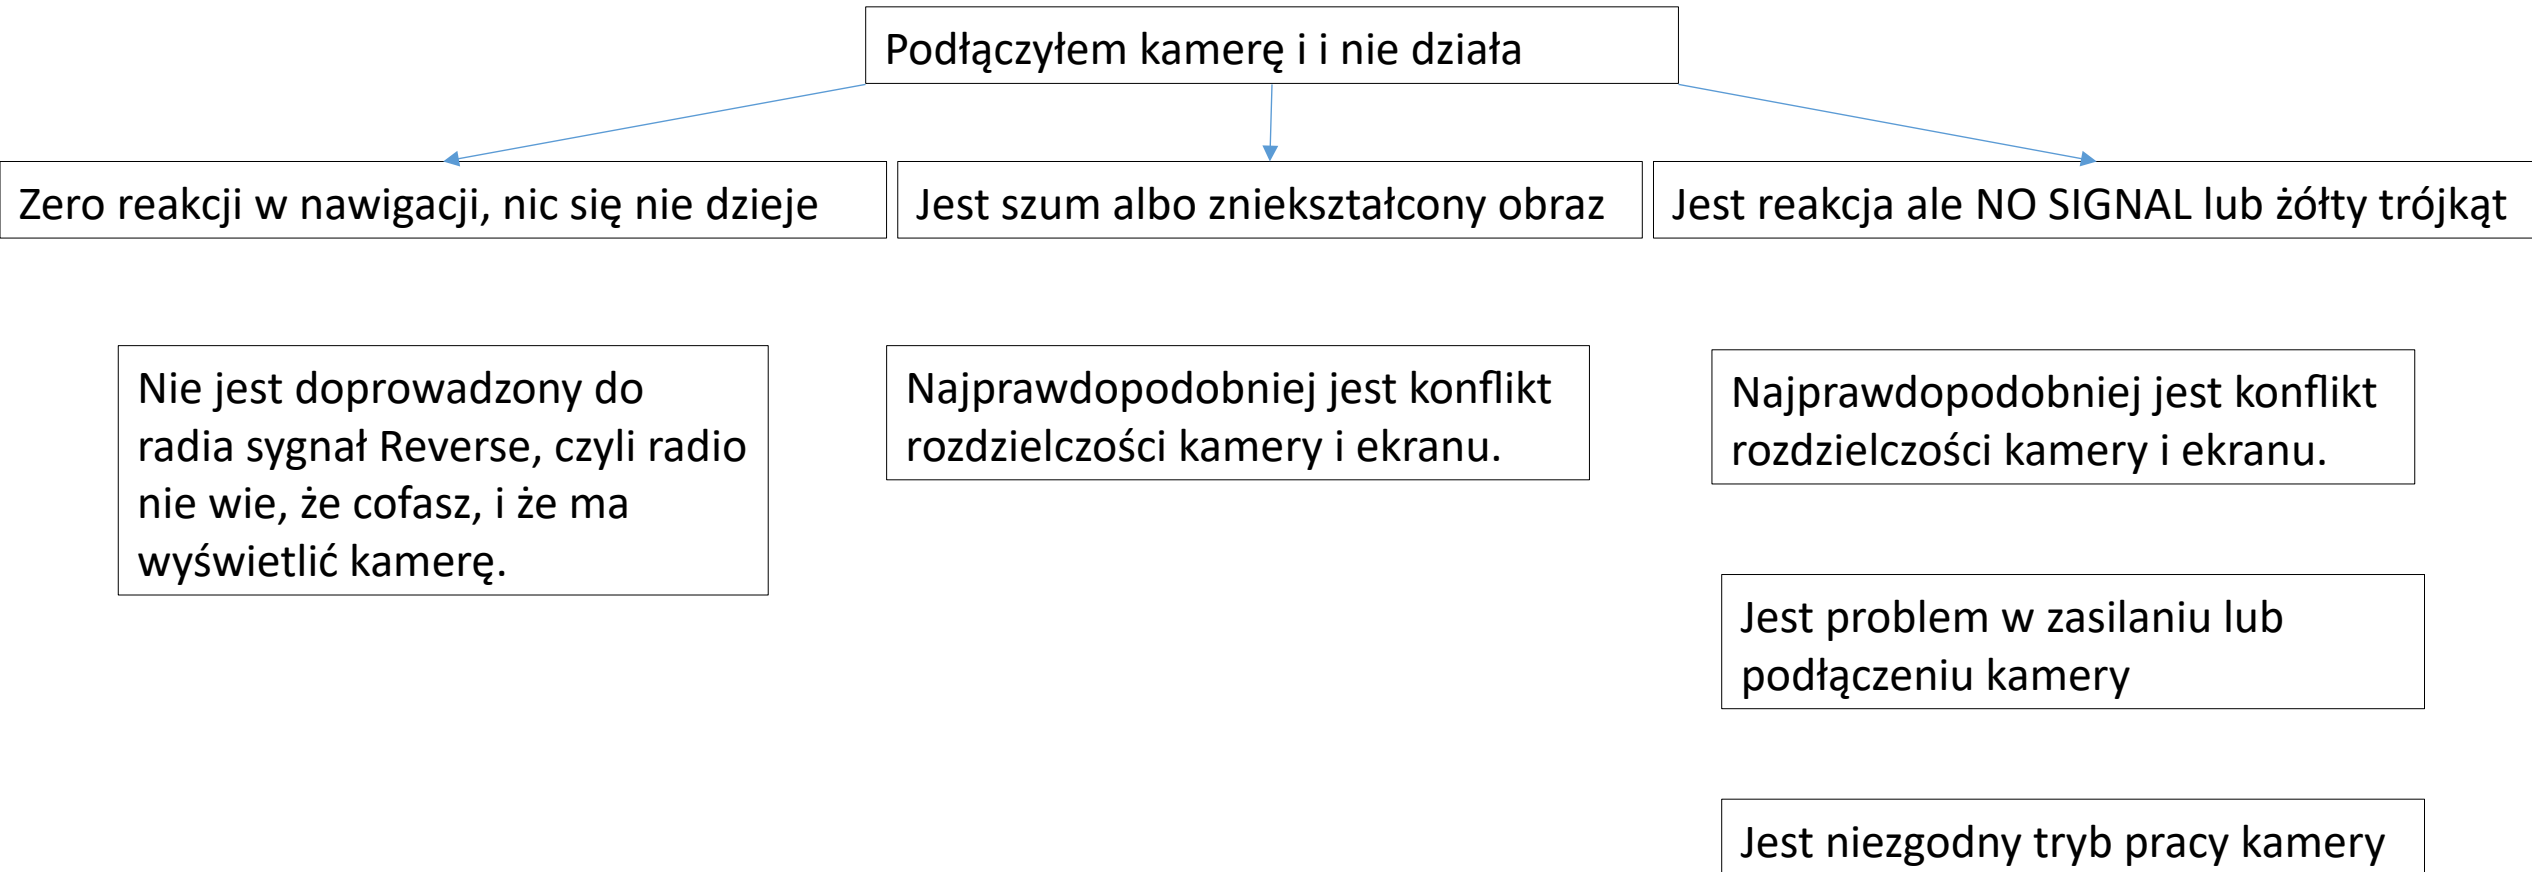 Podłączyłem kamerę i i nie działa
Zero reakcji w nawigacji, nic się nie dzieje
Jest szum albo zniekształcony obraz
Jest reakcja ale NO SIGNAL lub żółty trójkąt
Nie jest doprowadzony do
radia sygnał Reverse, czyli radio
nie wie, że cofasz, i że ma
wyświetlić kamerę.
Najprawdopodobniej jest konflikt
rozdzielczości kamery i ekranu.
Najprawdopodobniej jest konflikt
rozdzielczości kamery i ekranu.
Jest problem w zasilaniu lub
podłączeniu kamery
Jest niezgodny tryb pracy kamery